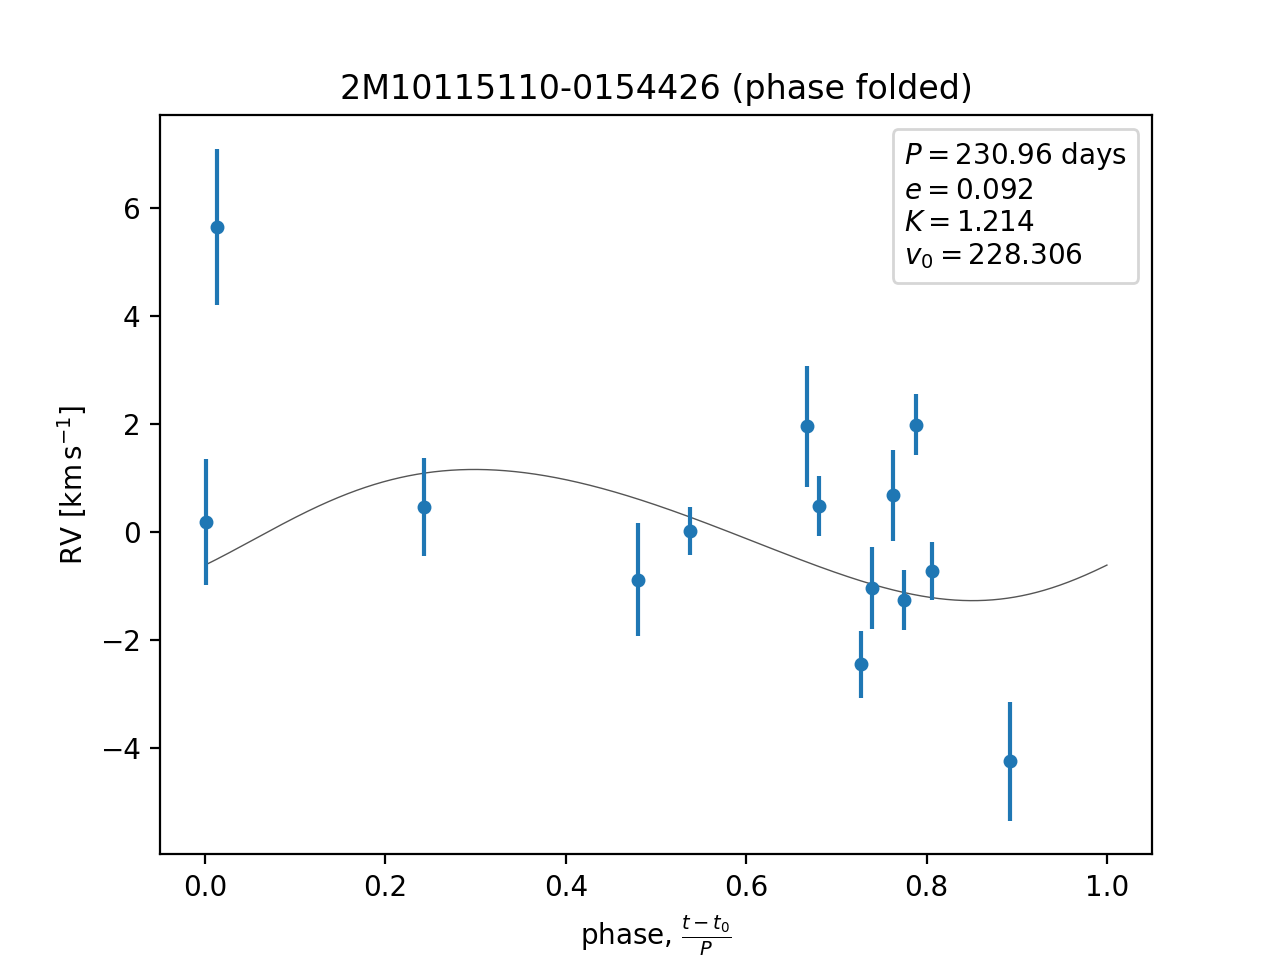 2M10115110-0154426 (phase folded)
P = 230.96 days
e = 0.092
K = 1.214
v₀ = 228.306
6
4
2
0
−2
−4
RV [km s⁻¹]
0.0 0.2 0.4 0.6 0.8 1.0
phase, (t − t₀)/P